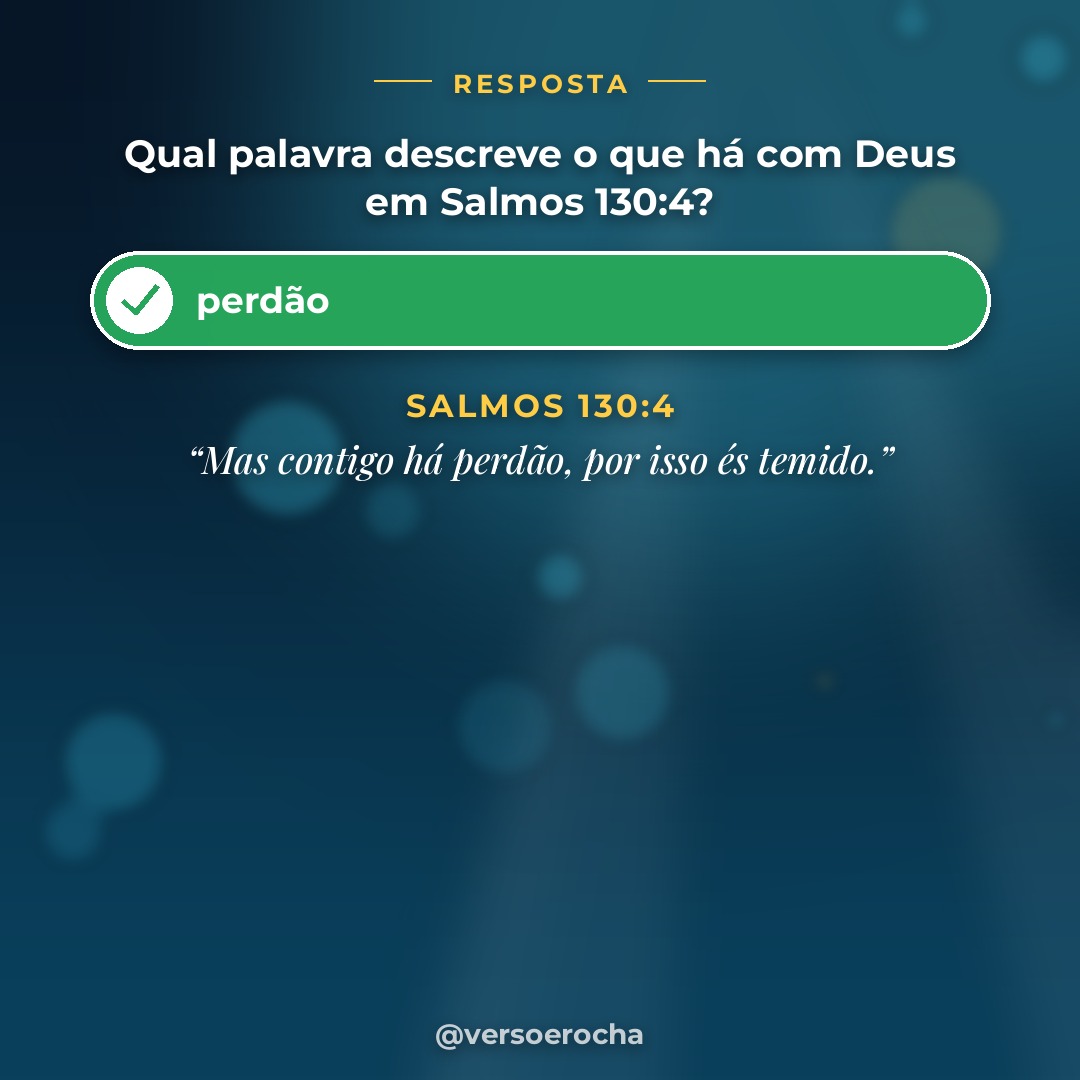 RESPOSTA
Qual palavra descreve o que há com Deus
em Salmos 130:4?
perdão
SALMOS 130:4
“Mas contigo há perdão, por isso és temido.”
@versoerocha